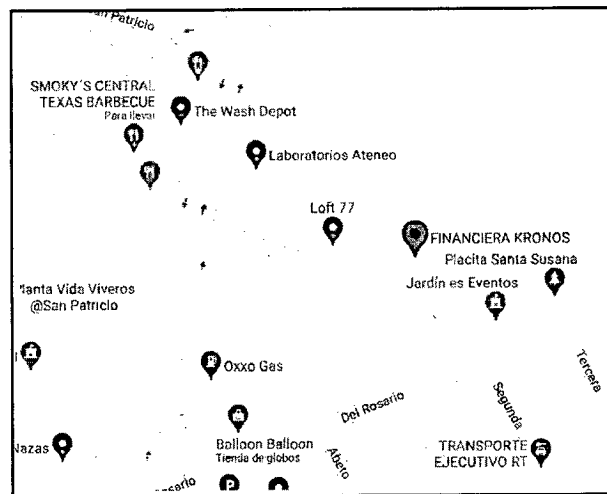 Patricio
SMOKY'S CENTRAL
TEXAS BARBECUE
Para llevar
The Wash Depot
Laboratorios Ateneo
Loft 77
FINANCIERA KRONOS
Placita Santa Susana
Jardín es Eventos
Vida Viveros
@San Patricio
Oxxo Gas
Tercera
Segunda
Del Rosario
Balloon Balloon
Tienda de globos
Nazas
Abeto
TRANSPORTE
EJECUTIVO RT
P